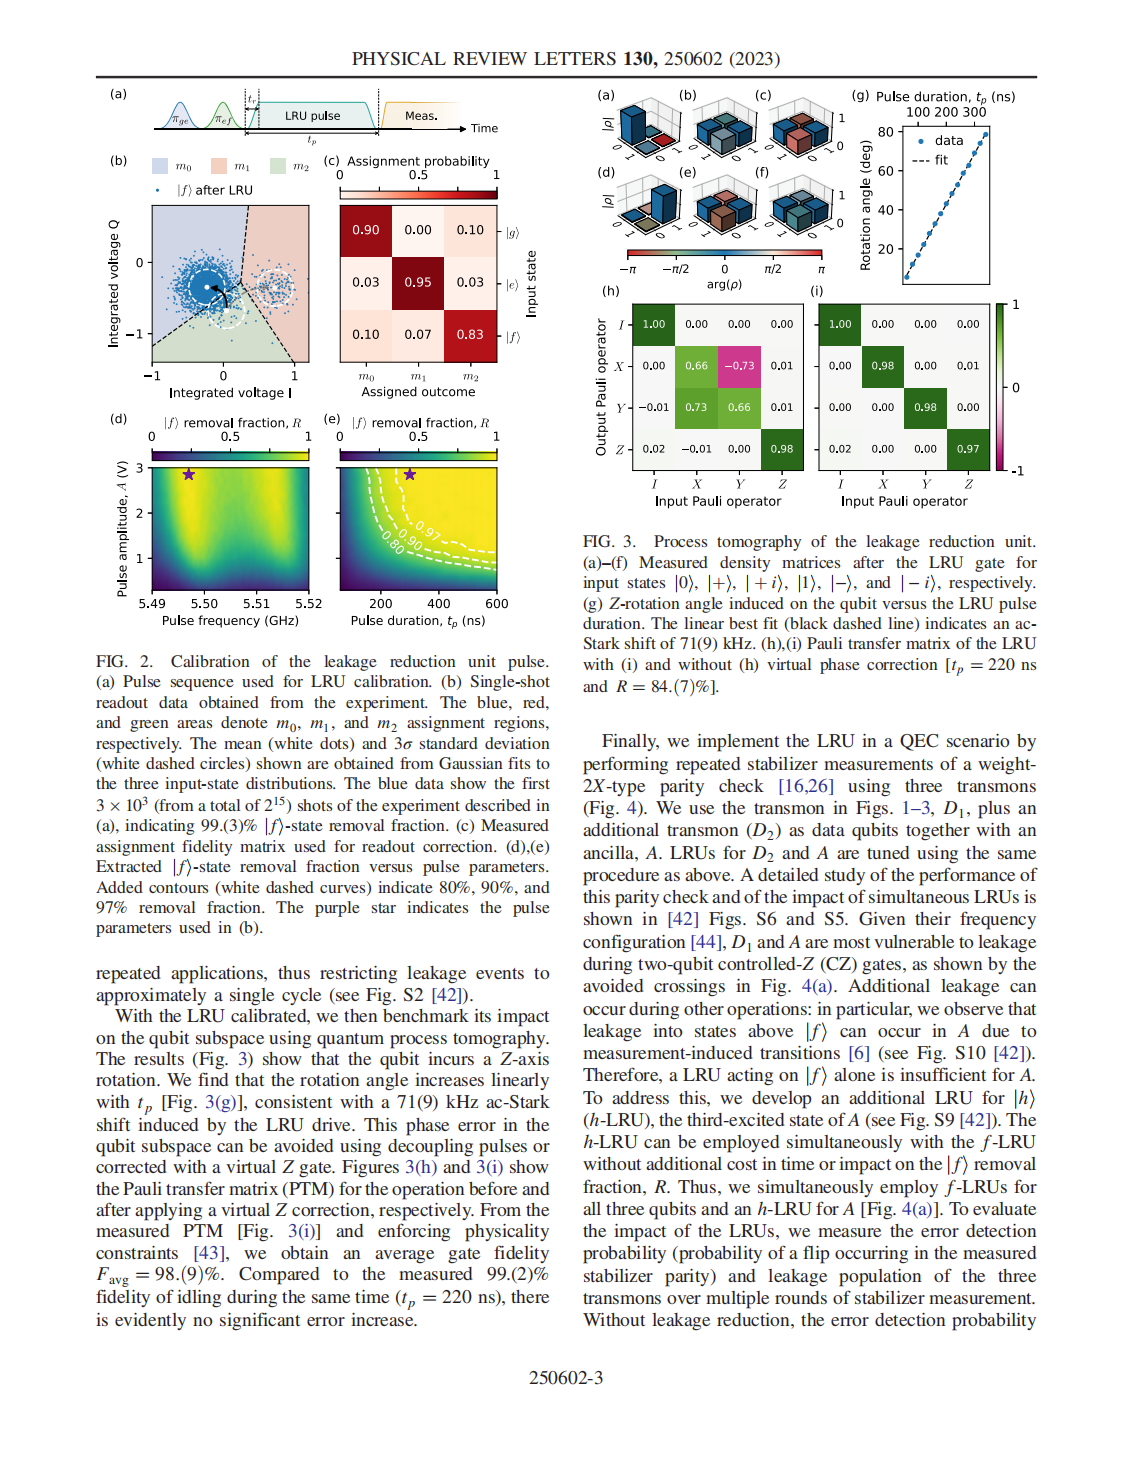 PHYSICAL REVIEW LETTERS 130, 250602 (2023)
(a)
π_ge
π_ef
t_r
LRU pulse
Meas.
Time
t_p
(b)
m_0
m_1
m_2
|f⟩ after LRU
Integrated voltage Q
0
−1
−1
0
1
Integrated voltage I
(c) Assignment probability
0
0.5
1
0.90 0.00 0.10 |g⟩
0.03 0.95 0.03 |e⟩
0.10 0.07 0.83 |f⟩
Input state
m_0
m_1
m_2
Assigned outcome
(d) |f⟩ removal fraction, R
0
0.5
1
Pulse amplitude, A (V)
3
2
1
5.49 5.50 5.51 5.52
Pulse frequency (GHz)
(e) |f⟩ removal fraction, R
0
0.5
1
0.97
0.90
0.80
200 400 600
Pulse duration, t_p (ns)
FIG. 2. Calibration of the leakage reduction unit pulse.
(a) Pulse sequence used for LRU calibration. (b) Single-shot
readout data obtained from the experiment. The blue, red,
and green areas denote m_0, m_1, and m_2 assignment regions,
respectively. The mean (white dots) and 3σ standard deviation
(white dashed circles) shown are obtained from Gaussian fits to
the three input-state distributions. The blue data show the first
3 × 10³ (from a total of 2¹⁵) shots of the experiment described in
(a), indicating 99.(3)% |f⟩-state removal fraction. (c) Measured
assignment fidelity matrix used for readout correction. (d),(e)
Extracted |f⟩-state removal fraction versus pulse parameters.
Added contours (white dashed curves) indicate 80%, 90%, and
97% removal fraction. The purple star indicates the pulse
parameters used in (b).
repeated applications, thus restricting leakage events to
approximately a single cycle (see Fig. S2 [42]).
With the LRU calibrated, we then benchmark its impact
on the qubit subspace using quantum process tomography.
The results (Fig. 3) show that the qubit incurs a Z-axis
rotation. We find that the rotation angle increases linearly
with t_p [Fig. 3(g)], consistent with a 71(9) kHz ac-Stark
shift induced by the LRU drive. This phase error in the
qubit subspace can be avoided using decoupling pulses or
corrected with a virtual Z gate. Figures 3(h) and 3(i) show
the Pauli transfer matrix (PTM) for the operation before and
after applying a virtual Z correction, respectively. From the
measured PTM [Fig. 3(i)] and enforcing physicality
constraints [43], we obtain an average gate fidelity
F_avg = 98.(9)%. Compared to the measured 99.(2)%
fidelity of idling during the same time (t_p = 220 ns), there
is evidently no significant error increase.
(a)
(b)
(c)
|ρ|
0 1
0 1
1
0
(d)
(e)
(f)
|ρ|
0 1
0 1
1
0
−π −π/2 0 π/2 π
arg(ρ)
(g) Pulse duration, t_p (ns)
100 200 300
Rotation angle (deg)
80
60
40
20
data
fit
(h)
Output Pauli operator
I 1.00 0.00 0.00 0.00
X 0.00 0.66 −0.73 0.01
Y −0.01 0.73 0.66 0.01
Z 0.02 −0.01 0.00 0.98
I X Y Z
Input Pauli operator
(i)
1.00 0.00 0.00 0.00
0.00 0.98 0.00 0.01
0.00 0.00 0.98 0.00
0.02 0.00 0.00 0.97
I X Y Z
Input Pauli operator
1
0
-1
FIG. 3. Process tomography of the leakage reduction unit.
(a)–(f) Measured density matrices after the LRU gate for
input states |0⟩, |+⟩, |+i⟩, |1⟩, |−⟩, and |−i⟩, respectively.
(g) Z-rotation angle induced on the qubit versus the LRU pulse
duration. The linear best fit (black dashed line) indicates an ac-
Stark shift of 71(9) kHz. (h),(i) Pauli transfer matrix of the LRU
with (i) and without (h) virtual phase correction [t_p = 220 ns
and R = 84.(7)%].
Finally, we implement the LRU in a QEC scenario by
performing repeated stabilizer measurements of a weight-
2X-type parity check [16,26] using three transmons
(Fig. 4). We use the transmon in Figs. 1–3, D_1, plus an
additional transmon (D_2) as data qubits together with an
ancilla, A. LRUs for D_2 and A are tuned using the same
procedure as above. A detailed study of the performance of
this parity check and of the impact of simultaneous LRUs is
shown in [42] Figs. S6 and S5. Given their frequency
configuration [44], D_1 and A are most vulnerable to leakage
during two-qubit controlled-Z (CZ) gates, as shown by the
avoided crossings in Fig. 4(a). Additional leakage can
occur during other operations: in particular, we observe that
leakage into states above |f⟩ can occur in A due to
measurement-induced transitions [6] (see Fig. S10 [42]).
Therefore, a LRU acting on |f⟩ alone is insufficient for A.
To address this, we develop an additional LRU for |h⟩
(h-LRU), the third-excited state of A (see Fig. S9 [42]). The
h-LRU can be employed simultaneously with the f-LRU
without additional cost in time or impact on the |f⟩ removal
fraction, R. Thus, we simultaneously employ f-LRUs for
all three qubits and an h-LRU for A [Fig. 4(a)]. To evaluate
the impact of the LRUs, we measure the error detection
probability (probability of a flip occurring in the measured
stabilizer parity) and leakage population of the three
transmons over multiple rounds of stabilizer measurement.
Without leakage reduction, the error detection probability
250602-3